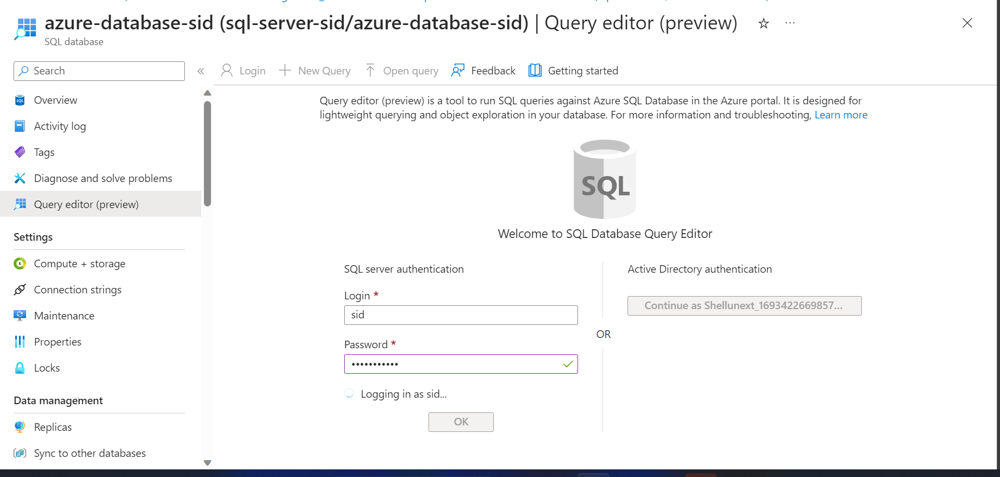 azure-database-sid (sql-server-sid/azure-database-sid) | Query editor (preview)
SQL database
Search
Login
New Query
Open query
Feedback
Getting started
Overview
Activity log
Tags
Diagnose and solve problems
Query editor (preview)
Settings
Compute + storage
Connection strings
Maintenance
Properties
Locks
Data management
Replicas
Sync to other databases
Query editor (preview) is a tool to run SQL queries against Azure SQL Database in the Azure portal. It is designed for
lightweight querying and object exploration in your database. For more information and troubleshooting, Learn more
SQL
Welcome to SQL Database Query Editor
SQL server authentication
Login *
sid
Password *
•••••••••••
Logging in as sid...
OK
OR
Active Directory authentication
Continue as Shellunext_1693422669857...